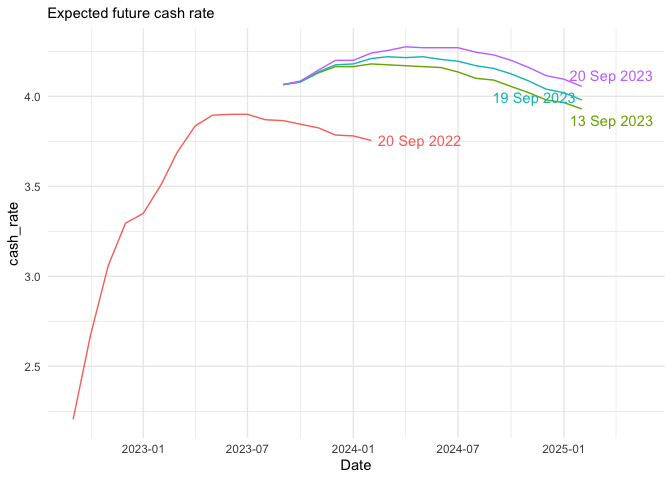 Expected future cash rate
20 Sep 2023
19 Sep 2023
13 Sep 2023
20 Sep 2022
4.0
3.5
3.0
2.5
cash_rate
2023-01 2023-07 2024-01 2024-07 2025-01
Date